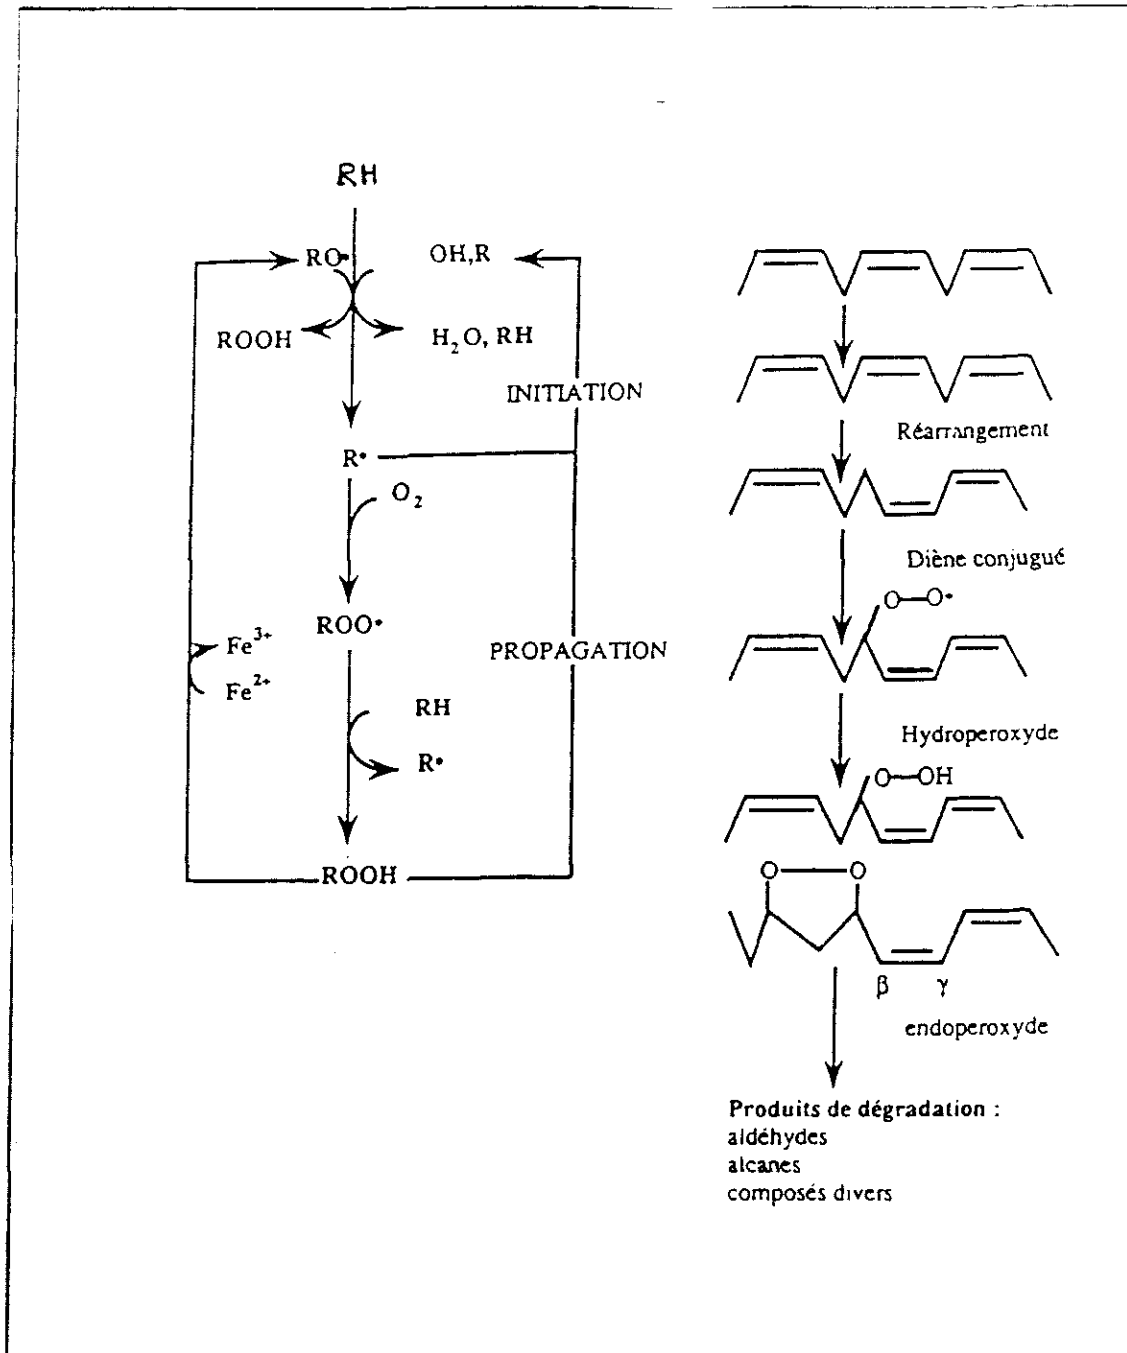 RH
RO•
OH,R
ROOH
H₂O, RH
INITIATION
R•
O₂
ROO•
PROPAGATION
Fe³⁺
Fe²⁺
RH
R•
ROOH
Réarrangement
Diène conjugué
O—O•
Hydroperoxyde
O—OH
O—O
β γ
endoperoxyde
Produits de dégradation :
aldéhydes
alcanes
composés divers